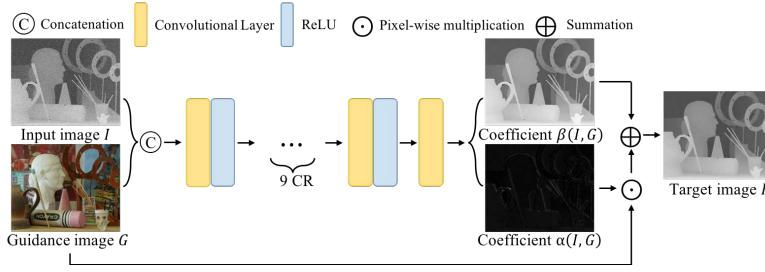 C Concatenation Convolutional Layer ReLU Pixel-wise multiplication Summation
Input image I
C
9 CR
Guidance image G
Coefficient β(I, G)
Coefficient α(I, G)
Target image